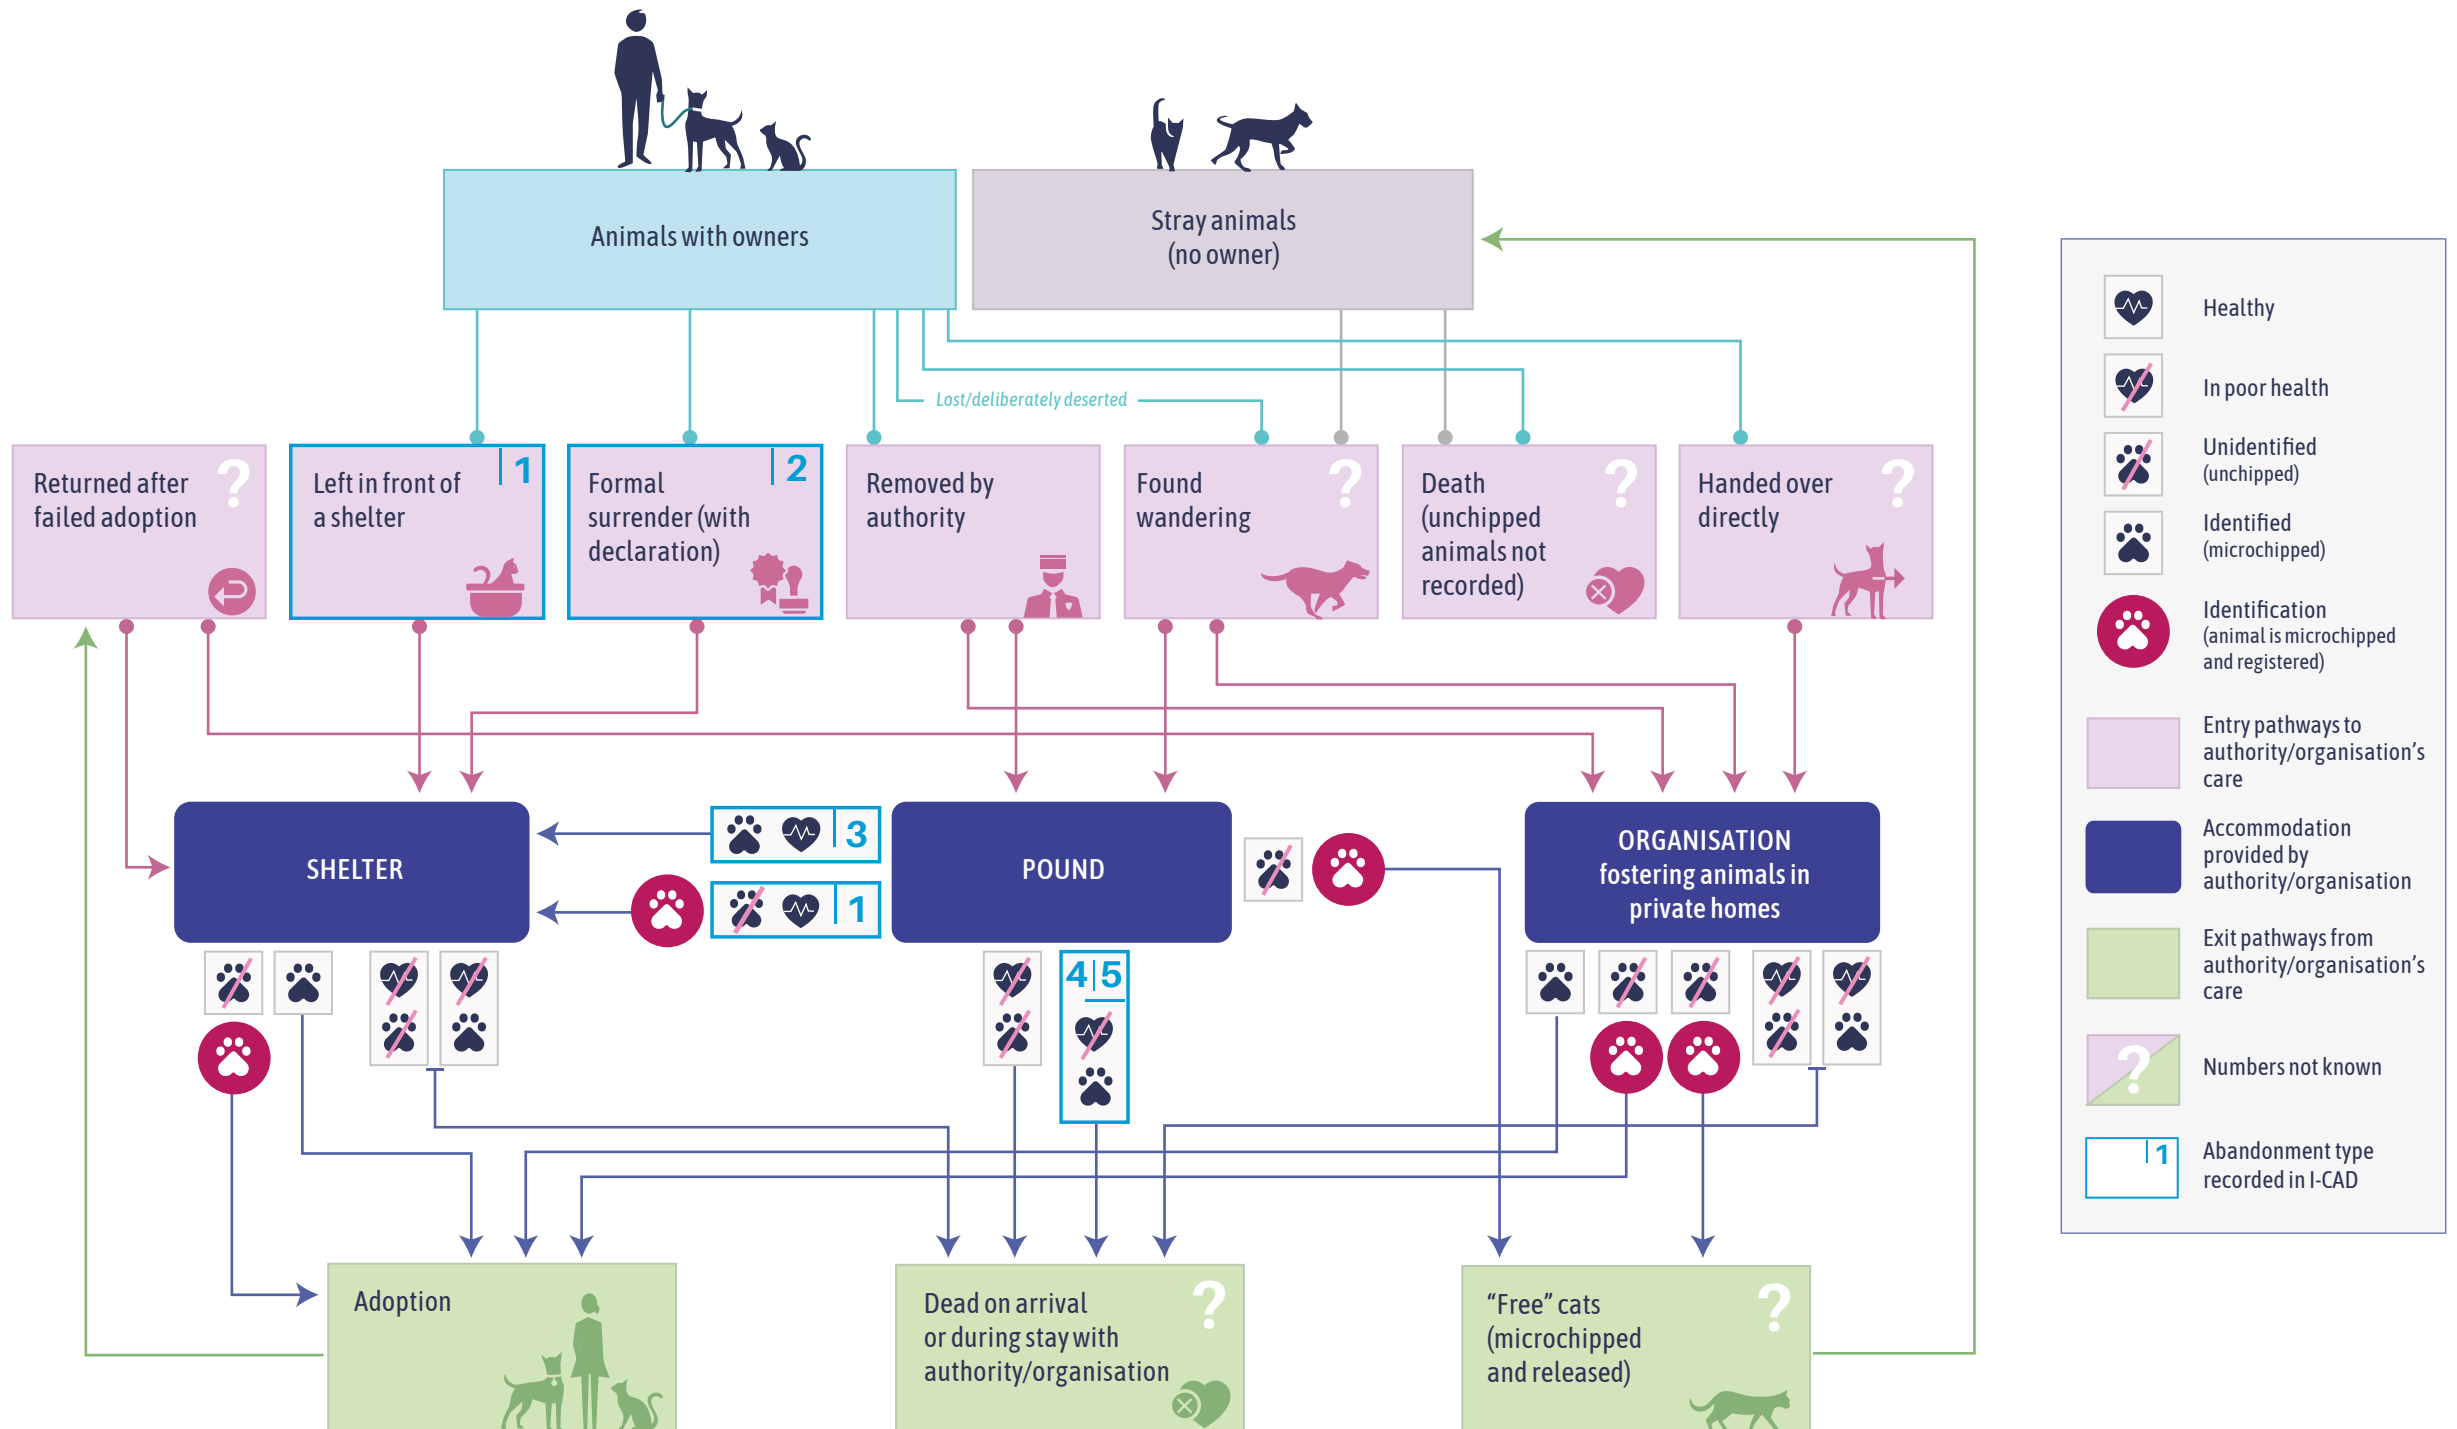 Animals with owners
Stray animals
(no owner)
Lost/deliberately deserted
Returned after
failed adoption
?
Left in front of
a shelter
1
Formal
surrender (with
declaration)
2
Removed by
authority
Found
wandering
?
Death
(unchipped
animals not
recorded)
?
Handed over
directly
?
SHELTER
3
1
POUND
ORGANISATION
fostering animals in
private homes
4|5
Adoption
Dead on arrival
or during stay with
authority/organisation
?
“Free” cats
(microchipped
and released)
?
Healthy
In poor health
Unidentified
(unchipped)
Identified
(microchipped)
Identification
(animal is microchipped
and registered)
Entry pathways to
authority/organisation’s
care
Accommodation
provided by
authority/organisation
Exit pathways from
authority/organisation’s
care
?
Numbers not known
1
Abandonment type
recorded in I-CAD